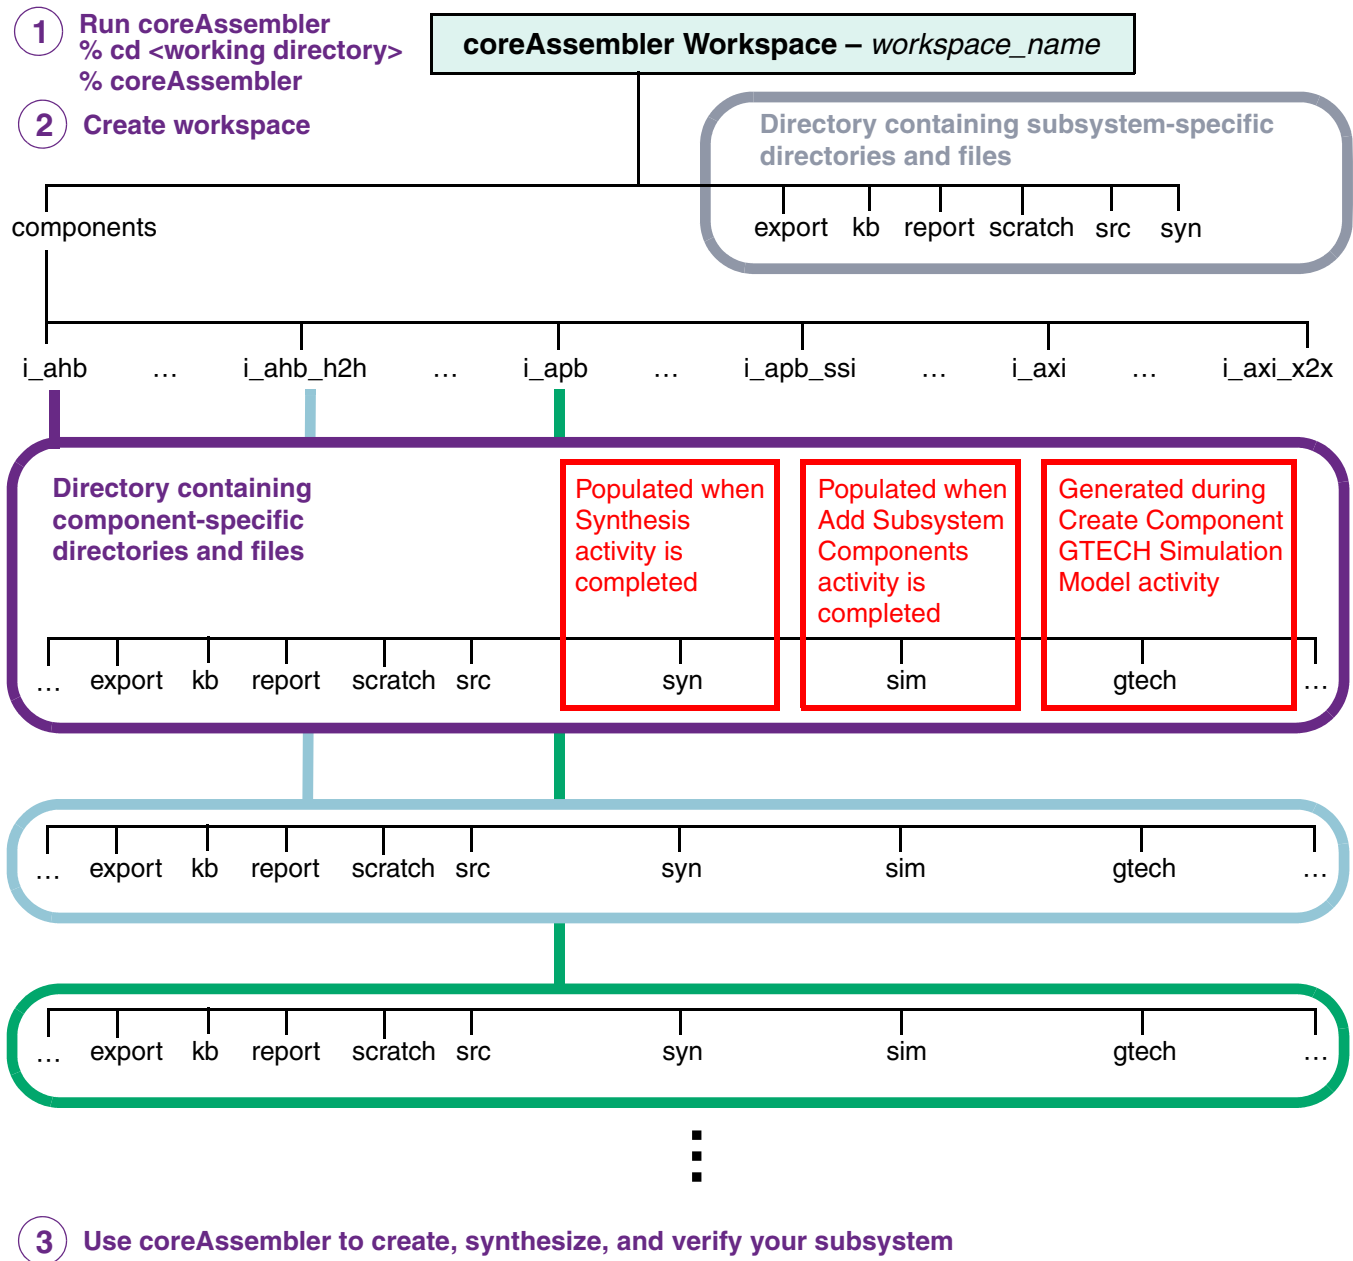 1 Run coreAssembler
% cd <working directory>
% coreAssembler
coreAssembler Workspace – workspace_name
2 Create workspace
Directory containing subsystem-specific
directories and files
components
export kb report scratch src syn
i_ahb … i_ahb_h2h … i_apb … i_apb_ssi … i_axi … i_axi_x2x
Directory containing
component-specific
directories and files
Populated when
Synthesis
activity is
completed
Populated when
Add Subsystem
Components
activity is
completed
Generated during
Create Component
GTECH Simulation
Model activity
… export kb report scratch src syn sim gtech …
… export kb report scratch src syn sim gtech …
… export kb report scratch src syn sim gtech …
3 Use coreAssembler to create, synthesize, and verify your subsystem